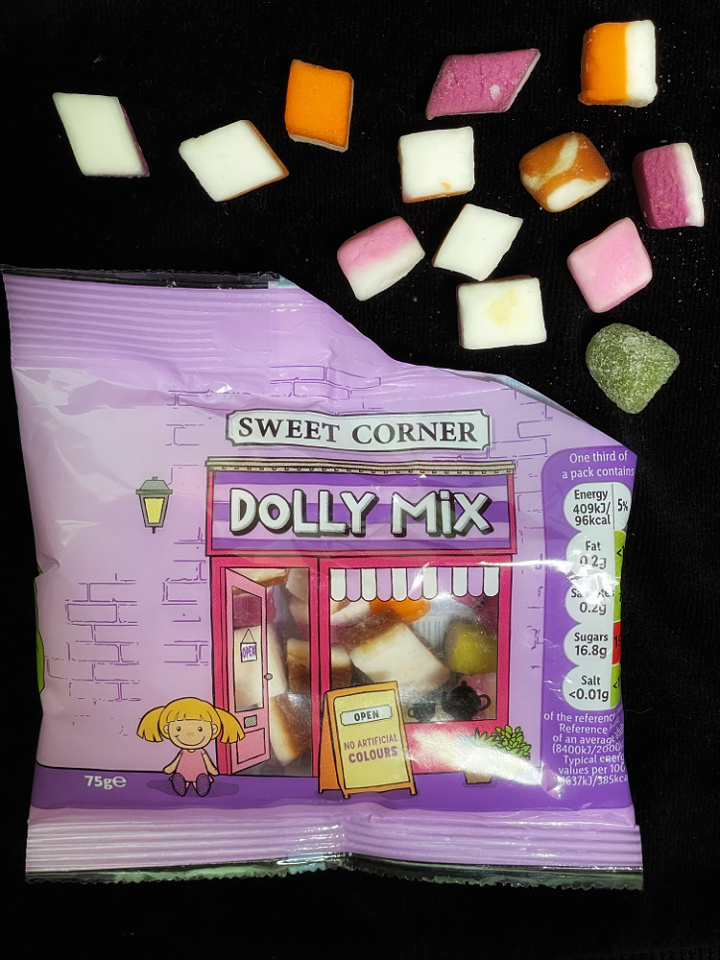 SWEET CORNER
DOLLY MiX
OPEN
OPEN
NO ARTIFICIAL
COLOURS
75g℮
One third of
a pack contains
Energy
409kJ/
96kcal
5%
Fat
0.2g
0.2g
Sugars
16.8g
Salt
<0.01g
of the reference
Reference
of an average
(8400kJ/2000
Typical energy
values per 100
1637kJ/385kcal